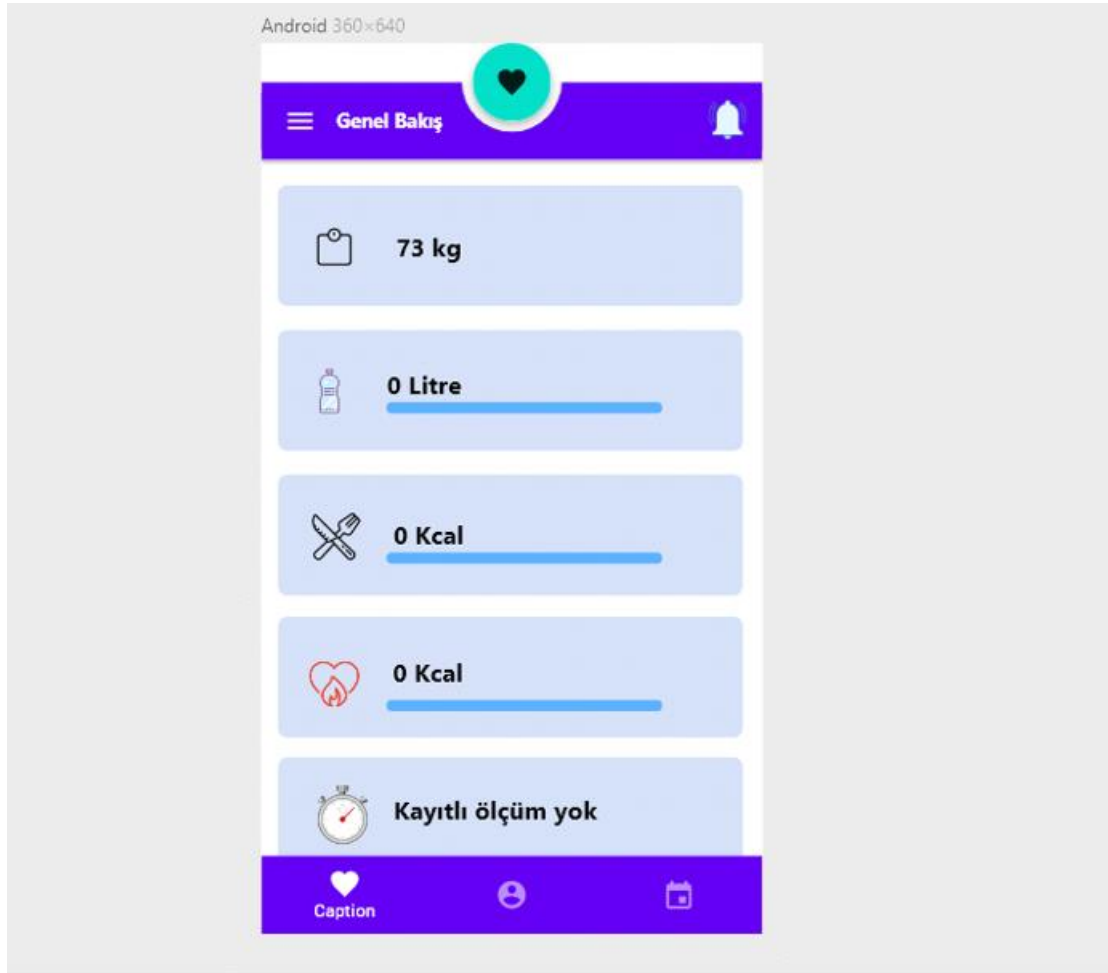 Android 360×640
Genel Bakış
73 kg
0 Litre
0 Kcal
0 Kcal
Kayıtlı ölçüm yok
Caption